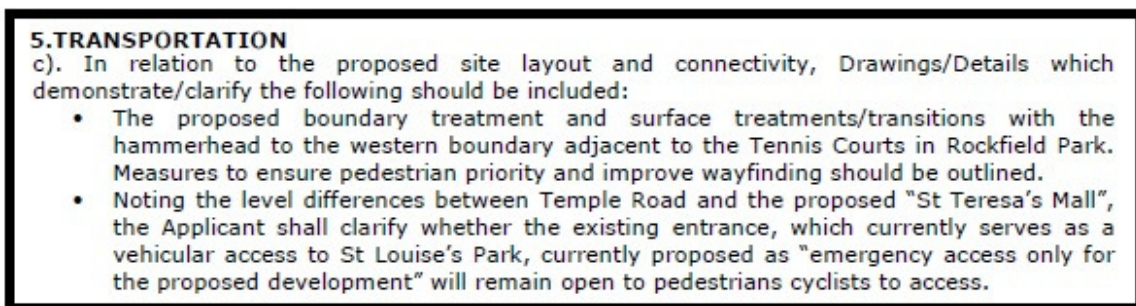 5.TRANSPORTATION
c). In relation to the proposed site layout and connectivity, Drawings/Details which
demonstrate/clarify the following should be included:
• The proposed boundary treatment and surface treatments/transitions with the
hammerhead to the western boundary adjacent to the Tennis Courts in Rockfield Park.
Measures to ensure pedestrian priority and improve wayfinding should be outlined.
• Noting the level differences between Temple Road and the proposed “St Teresa’s Mall”,
the Applicant shall clarify whether the existing entrance, which currently serves as a
vehicular access to St Louise’s Park, currently proposed as “emergency access only for
the proposed development” will remain open to pedestrians cyclists to access.